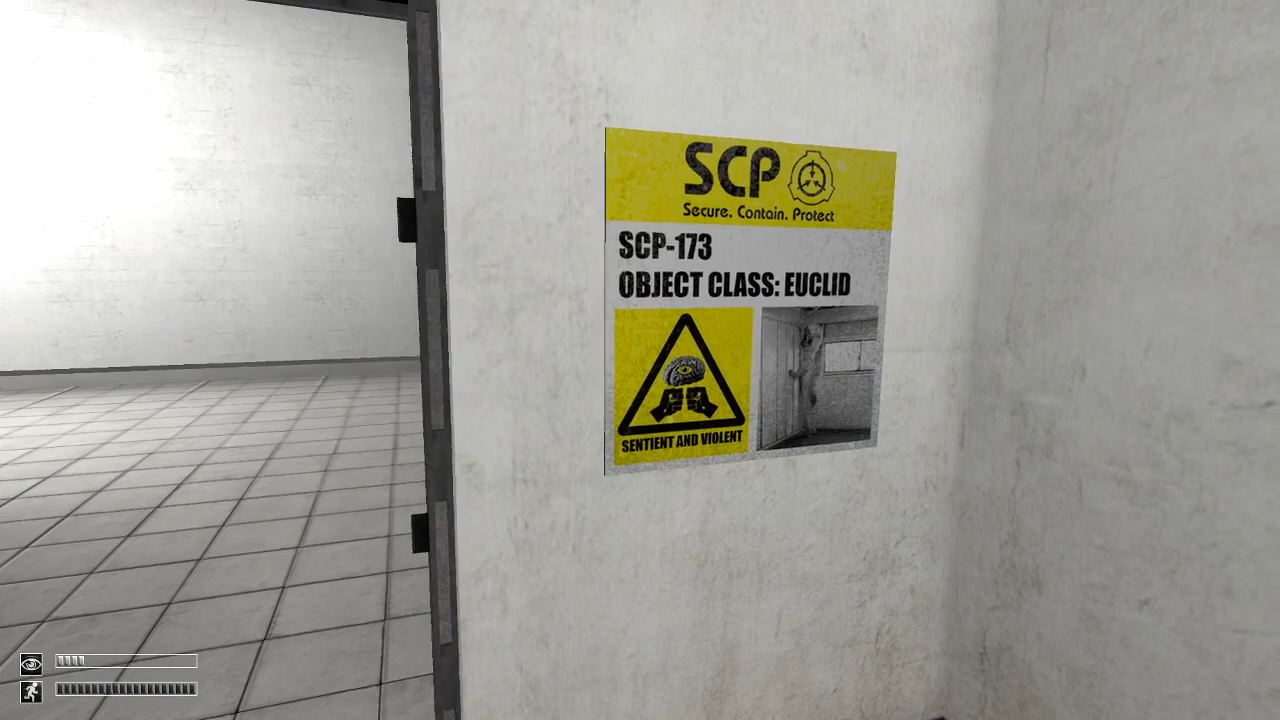 SCP
Secure. Contain. Protect
SCP-173
OBJECT CLASS: EUCLID
SENTIENT AND VIOLENT